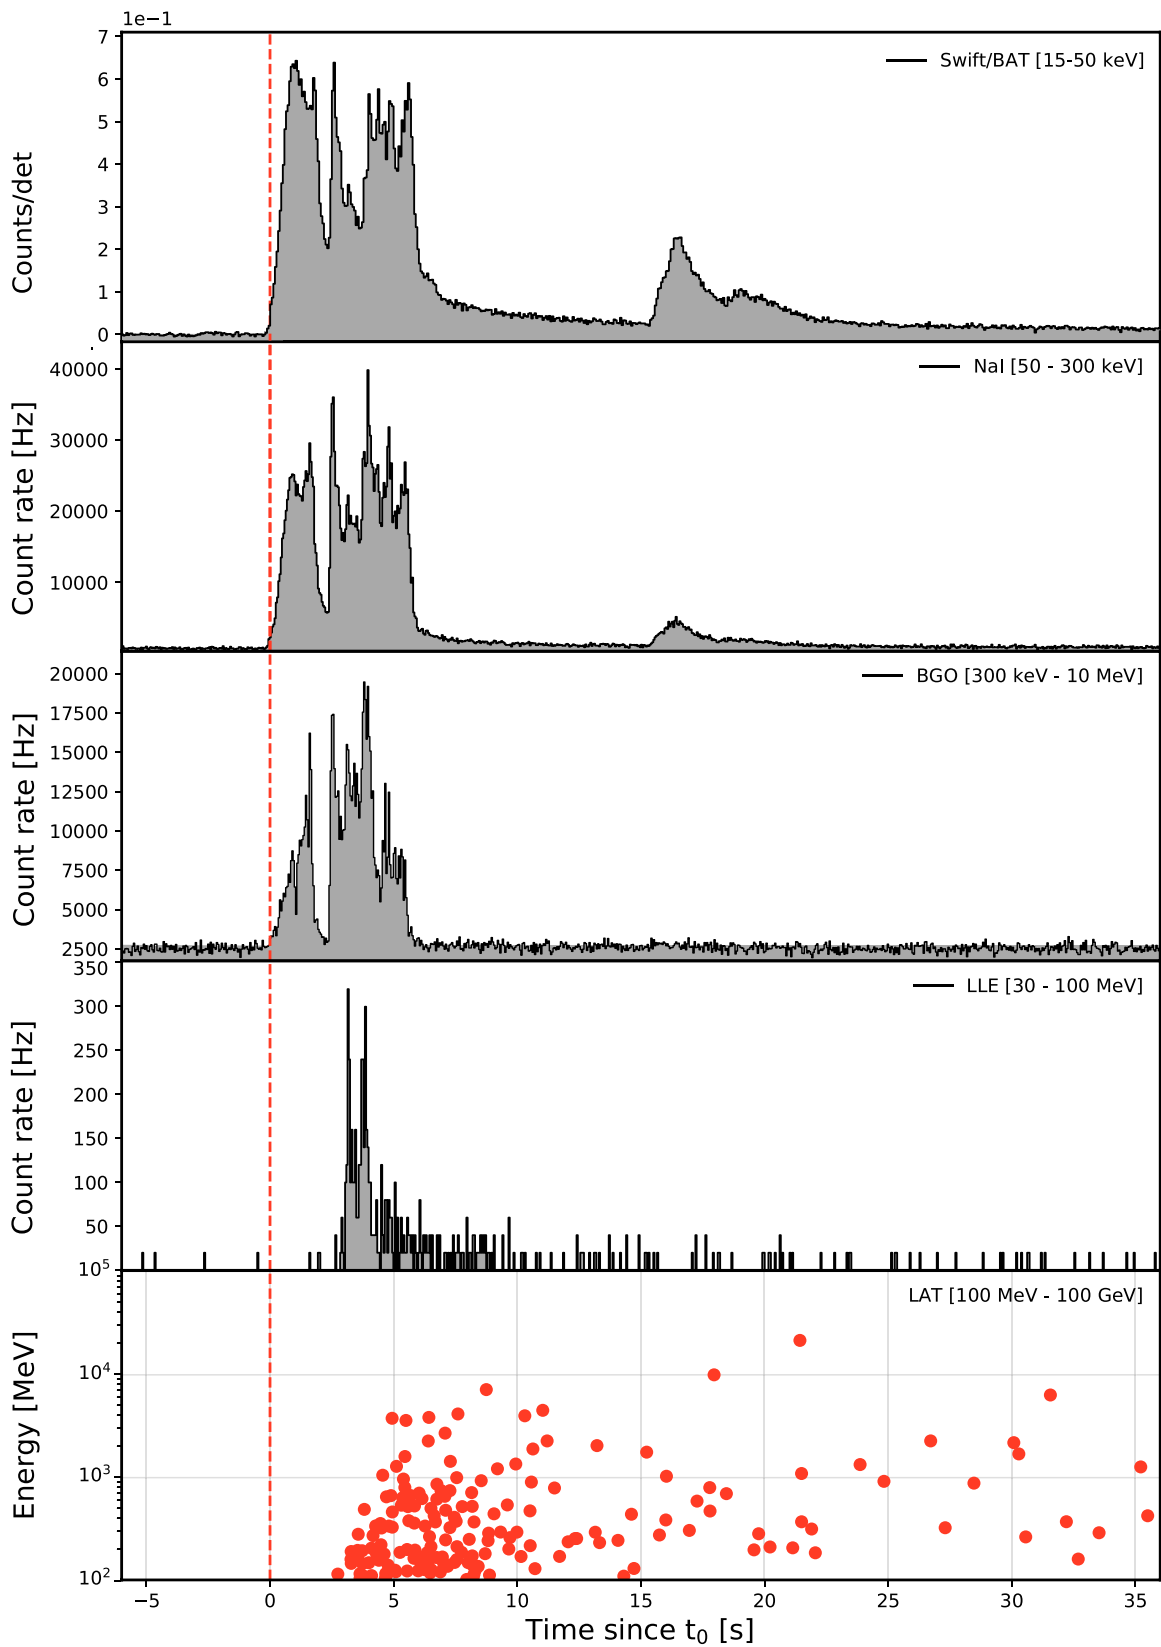 1e−1
7
6
5
4
3
2
1
0
Counts/det
Swift/BAT [15-50 keV]
40000
30000
20000
10000
Count rate [Hz]
NaI [50 - 300 keV]
20000
17500
15000
12500
10000
7500
5000
2500
Count rate [Hz]
BGO [300 keV - 10 MeV]
350
300
250
200
150
100
50
Count rate [Hz]
LLE [30 - 100 MeV]
10⁵
10⁴
10³
10²
Energy [MeV]
LAT [100 MeV - 100 GeV]
−5 0 5 10 15 20 25 30 35
Time since t₀ [s]